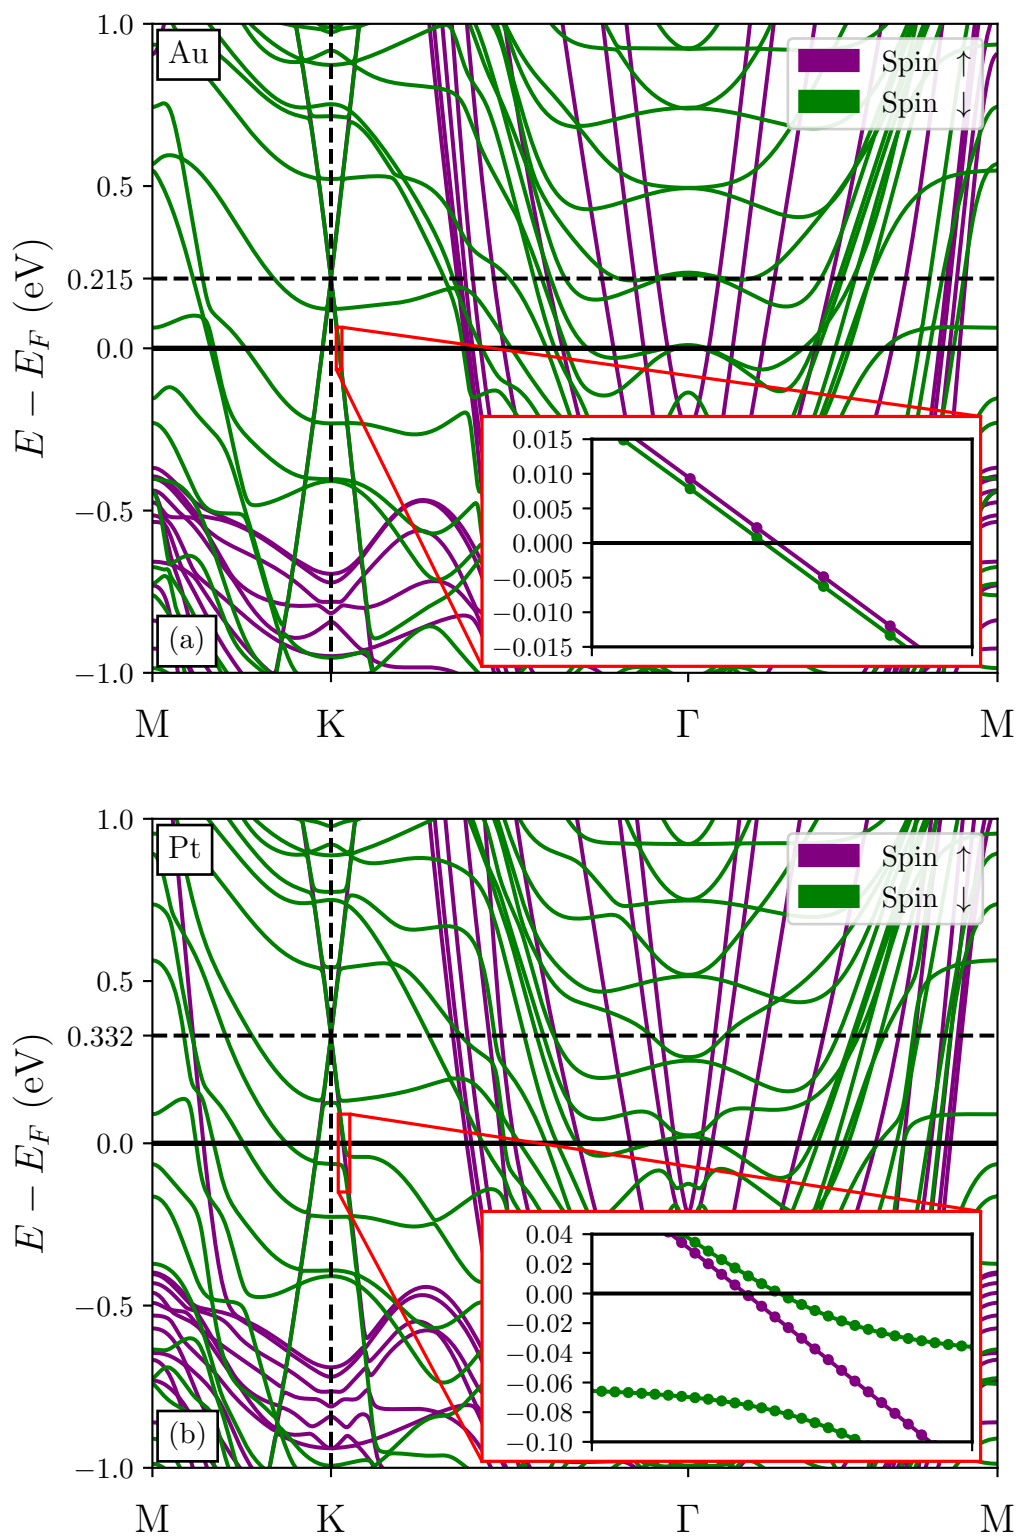 1.0
Au
Spin ↑
Spin ↓
0.5
0.215
0.0
−0.5
−1.0
E − E_F (eV)
0.015
0.010
0.005
0.000
−0.005
−0.010
−0.015
(a)
M K Γ M
1.0
Pt
Spin ↑
Spin ↓
0.5
0.332
0.0
−0.5
−1.0
E − E_F (eV)
0.04
0.02
0.00
−0.02
−0.04
−0.06
−0.08
−0.10
(b)
M K Γ M